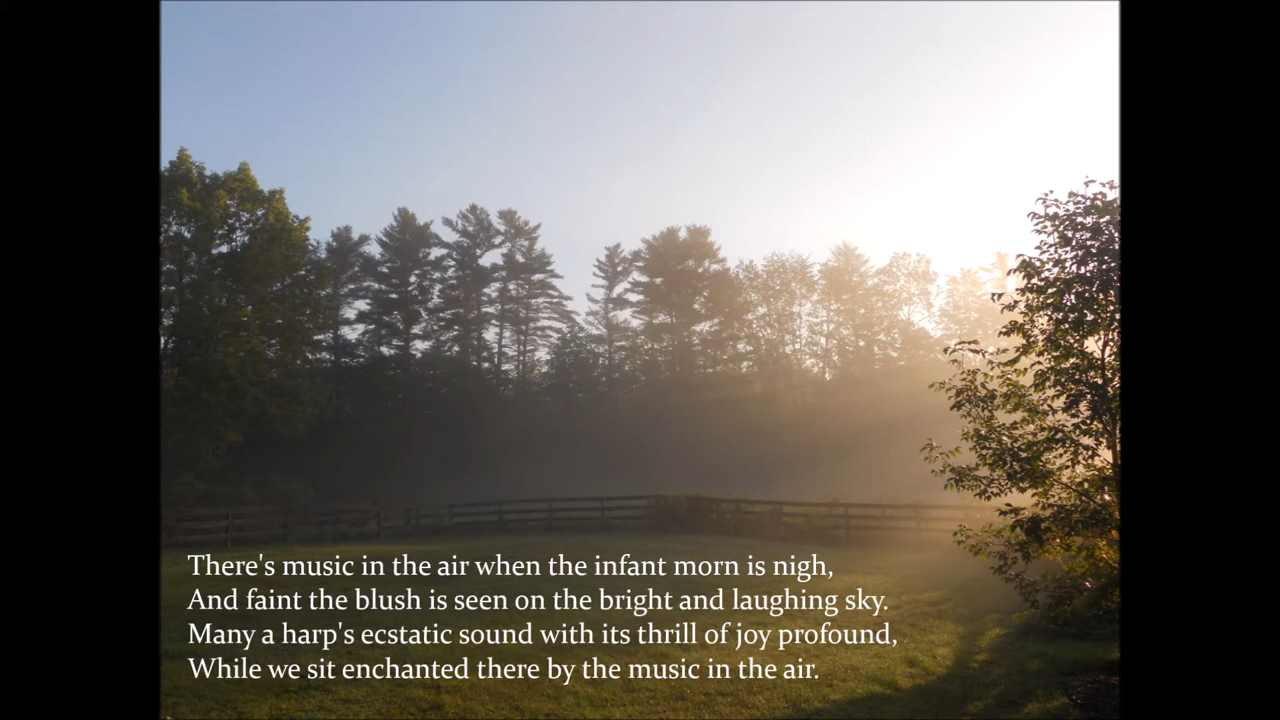 There's music in the air when the infant morn is nigh,
And faint the blush is seen on the bright and laughing sky.
Many a harp's ecstatic sound with its thrill of joy profound,
While we sit enchanted there by the music in the air.